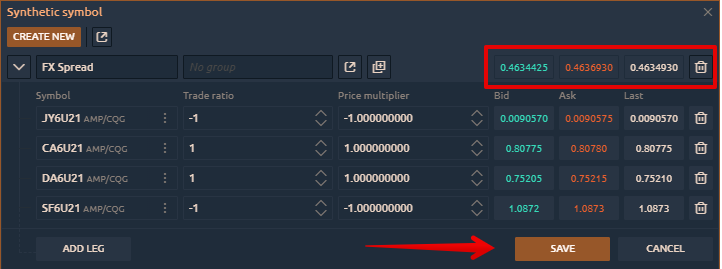 Synthetic symbol
CREATE NEW
FX Spread No group 0.4634425 0.4636930 0.4634930
Symbol Trade ratio Price multiplier Bid Ask Last
JY6U21 AMP/CQG -1 -1.000000000 0.0090570 0.0090575 0.0090570
CA6U21 AMP/CQG 1 1.000000000 0.80775 0.80780 0.80775
DA6U21 AMP/CQG 1 1.000000000 0.75205 0.75215 0.75210
SF6U21 AMP/CQG -1 -1.000000000 1.0872 1.0873 1.0873
ADD LEG SAVE CANCEL